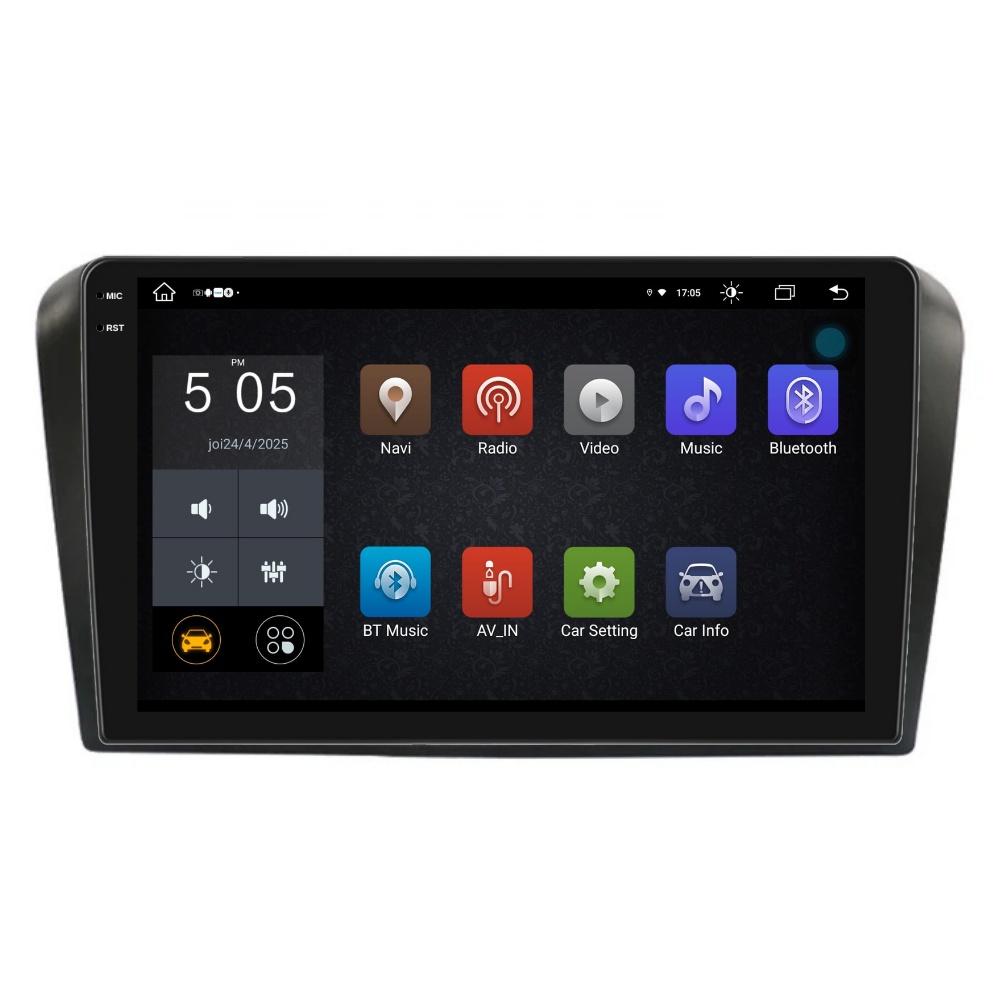 MIC
RST
17:05
PM
5 05
joi24/4/2025
Navi
Radio
Video
Music
Bluetooth
BT Music
AV_IN
Car Setting
Car Info